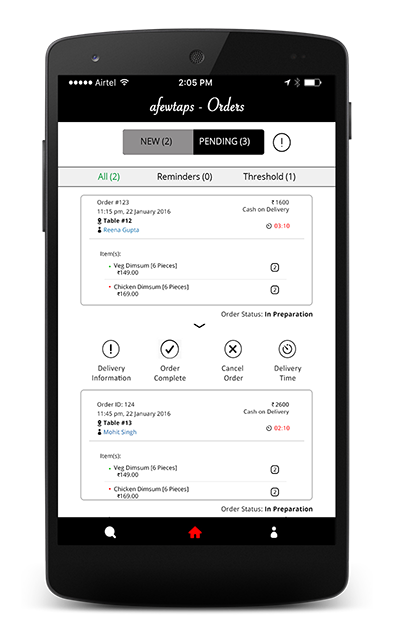 Airtel 2:05 PM
afewtaps - Orders
NEW (2) PENDING (3) !
All (2) Reminders (0) Threshold (1)
Order #123 ₹1600
11:15 pm, 22 January 2016 Cash on Delivery
Table #12
Reena Gupta 03:10
Item(s):
Veg Dimsum [6 Pieces] 2
₹149.00
Chicken Dimsum [6 Pieces] 2
₹169.00
Order Status: In Preparation
Delivery Information
Order Complete
Cancel Order
Delivery Time
Order ID: 124 ₹2600
11:45 pm, 22 January 2016 Cash on Delivery
Table #13
Mohit Singh 02:10
Item(s):
Veg Dimsum [6 Pieces] 2
₹149.00
Chicken Dimsum [6 Pieces] 2
₹169.00
Order Status: In Preparation